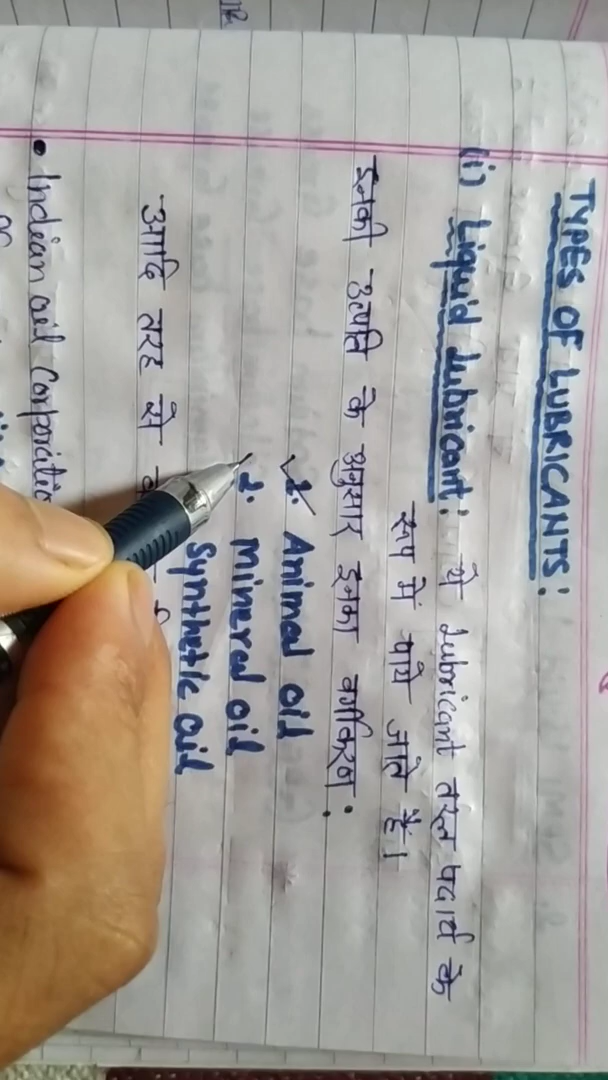 TYPES OF LUBRICANTS:
(i) Liquid Lubricant: ये Lubricant तरल पदार्थ के
रूप में पाये जाते है।
इनकी उत्पत्ति के अनुसार इनका वर्गीकरण:
1. Animal oil
2. Mineral oil
Synthetic oil
आदि तरह से
• Indian oil Corporatio